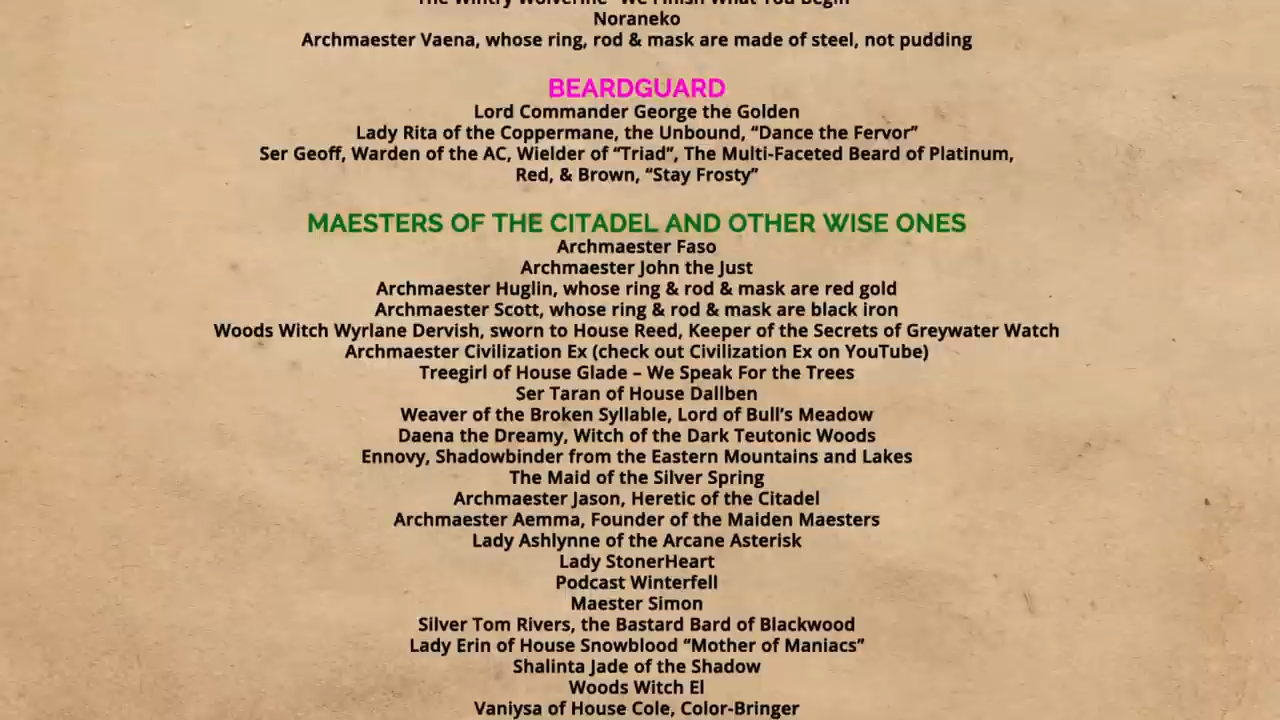 The Wintry Wolverine "We Finish What You Begin"
Noraneko
Archmaester Vaena, whose ring, rod & mask are made of steel, not pudding
BEARDGUARD
Lord Commander George the Golden
Lady Rita of the Coppermane, the Unbound, “Dance the Fervor”
Ser Geoff, Warden of the AC, Wielder of “Triad”, The Multi-Faceted Beard of Platinum,
Red, & Brown, “Stay Frosty”
MAESTERS OF THE CITADEL AND OTHER WISE ONES
Archmaester Faso
Archmaester John the Just
Archmaester Huglin, whose ring & rod & mask are red gold
Archmaester Scott, whose ring & rod & mask are black iron
Woods Witch Wyrlane Dervish, sworn to House Reed, Keeper of the Secrets of Greywater Watch
Archmaester Civilization Ex (check out Civilization Ex on YouTube)
Treegirl of House Glade – We Speak For the Trees
Ser Taran of House Dallben
Weaver of the Broken Syllable, Lord of Bull’s Meadow
Daena the Dreamy, Witch of the Dark Teutonic Woods
Ennovy, Shadowbinder from the Eastern Mountains and Lakes
The Maid of the Silver Spring
Archmaester Jason, Heretic of the Citadel
Archmaester Aemma, Founder of the Maiden Maesters
Lady Ashlynne of the Arcane Asterisk
Lady StonerHeart
Podcast Winterfell
Maester Simon
Silver Tom Rivers, the Bastard Bard of Blackwood
Lady Erin of House Snowblood “Mother of Maniacs”
Shalinta Jade of the Shadow
Woods Witch El
Vaniysa of House Cole, Color-Bringer